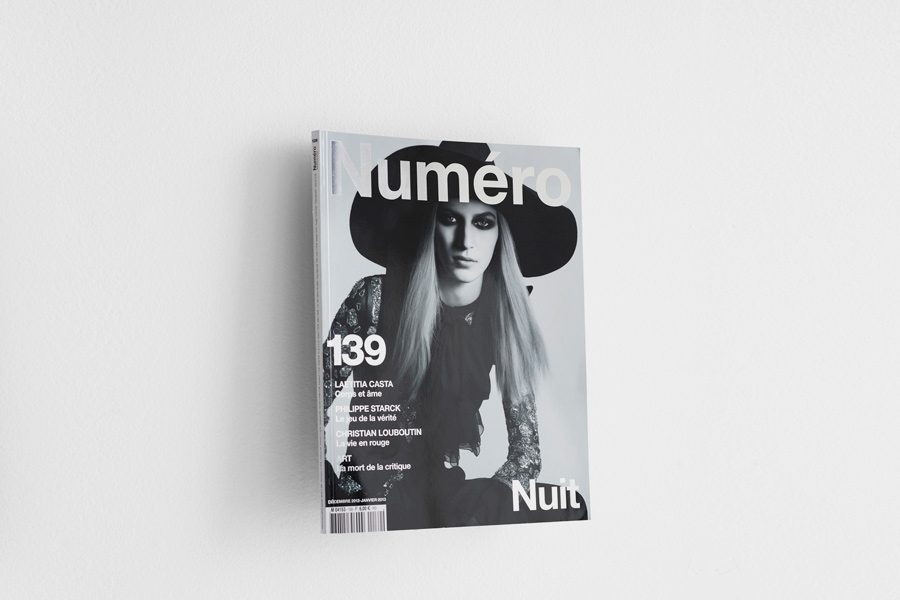 Numéro
139
LAETITIA CASTA
Corps et âme
PHILIPPE STARCK
Le jeu de la vérité
CHRISTIAN LOUBOUTIN
La vie en rouge
ART
La mort de la critique
Nuit
DÉCEMBRE 2012-JANVIER 2013